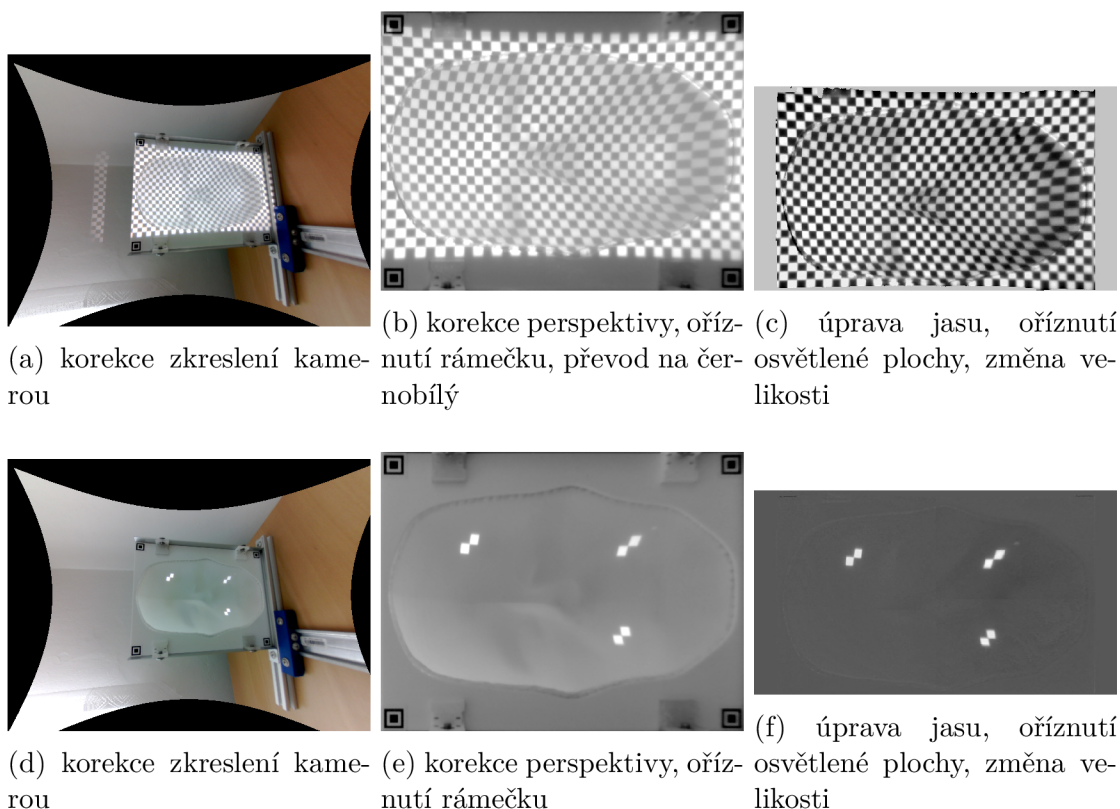 (a) korekce zkreslení kame-
rou
(b) korekce perspektivy, oříz-
nutí rámečku, převod na čer-
nobílý
(c) úprava jasu, oříznutí
osvětlené plochy, změna ve-
likosti
(d) korekce zkreslení kame-
rou
(e) korekce perspektivy, oříz-
nutí rámečku
(f) úprava jasu, oříznutí
osvětlené plochy, změna ve-
likosti